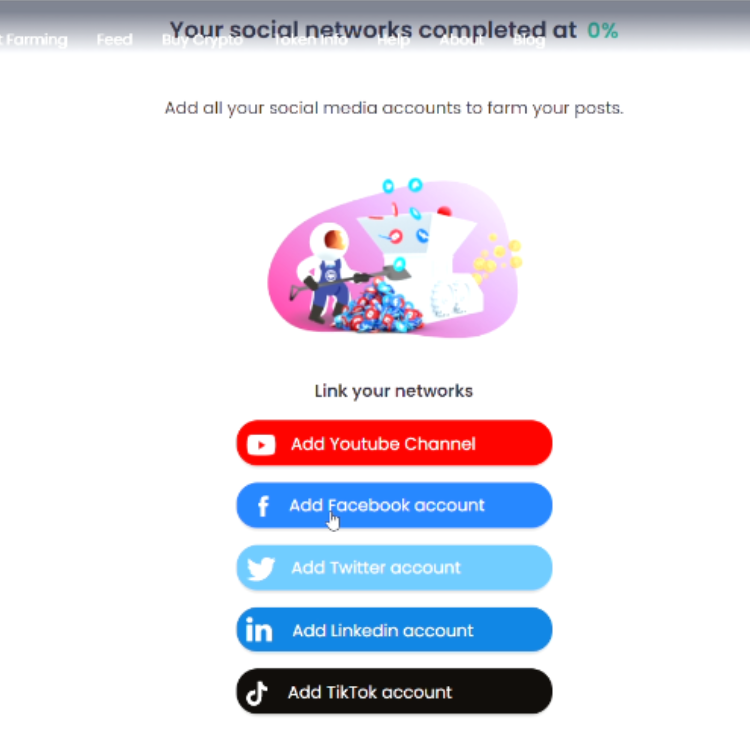 Your social networks completed at 0%
t Farming Feed Buy Crypto Token Info Help About Blog
Add all your social media accounts to farm your posts.
Link your networks
Add Youtube Channel
Add Facebook account
Add Twitter account
in Add Linkedin account
Add TikTok account